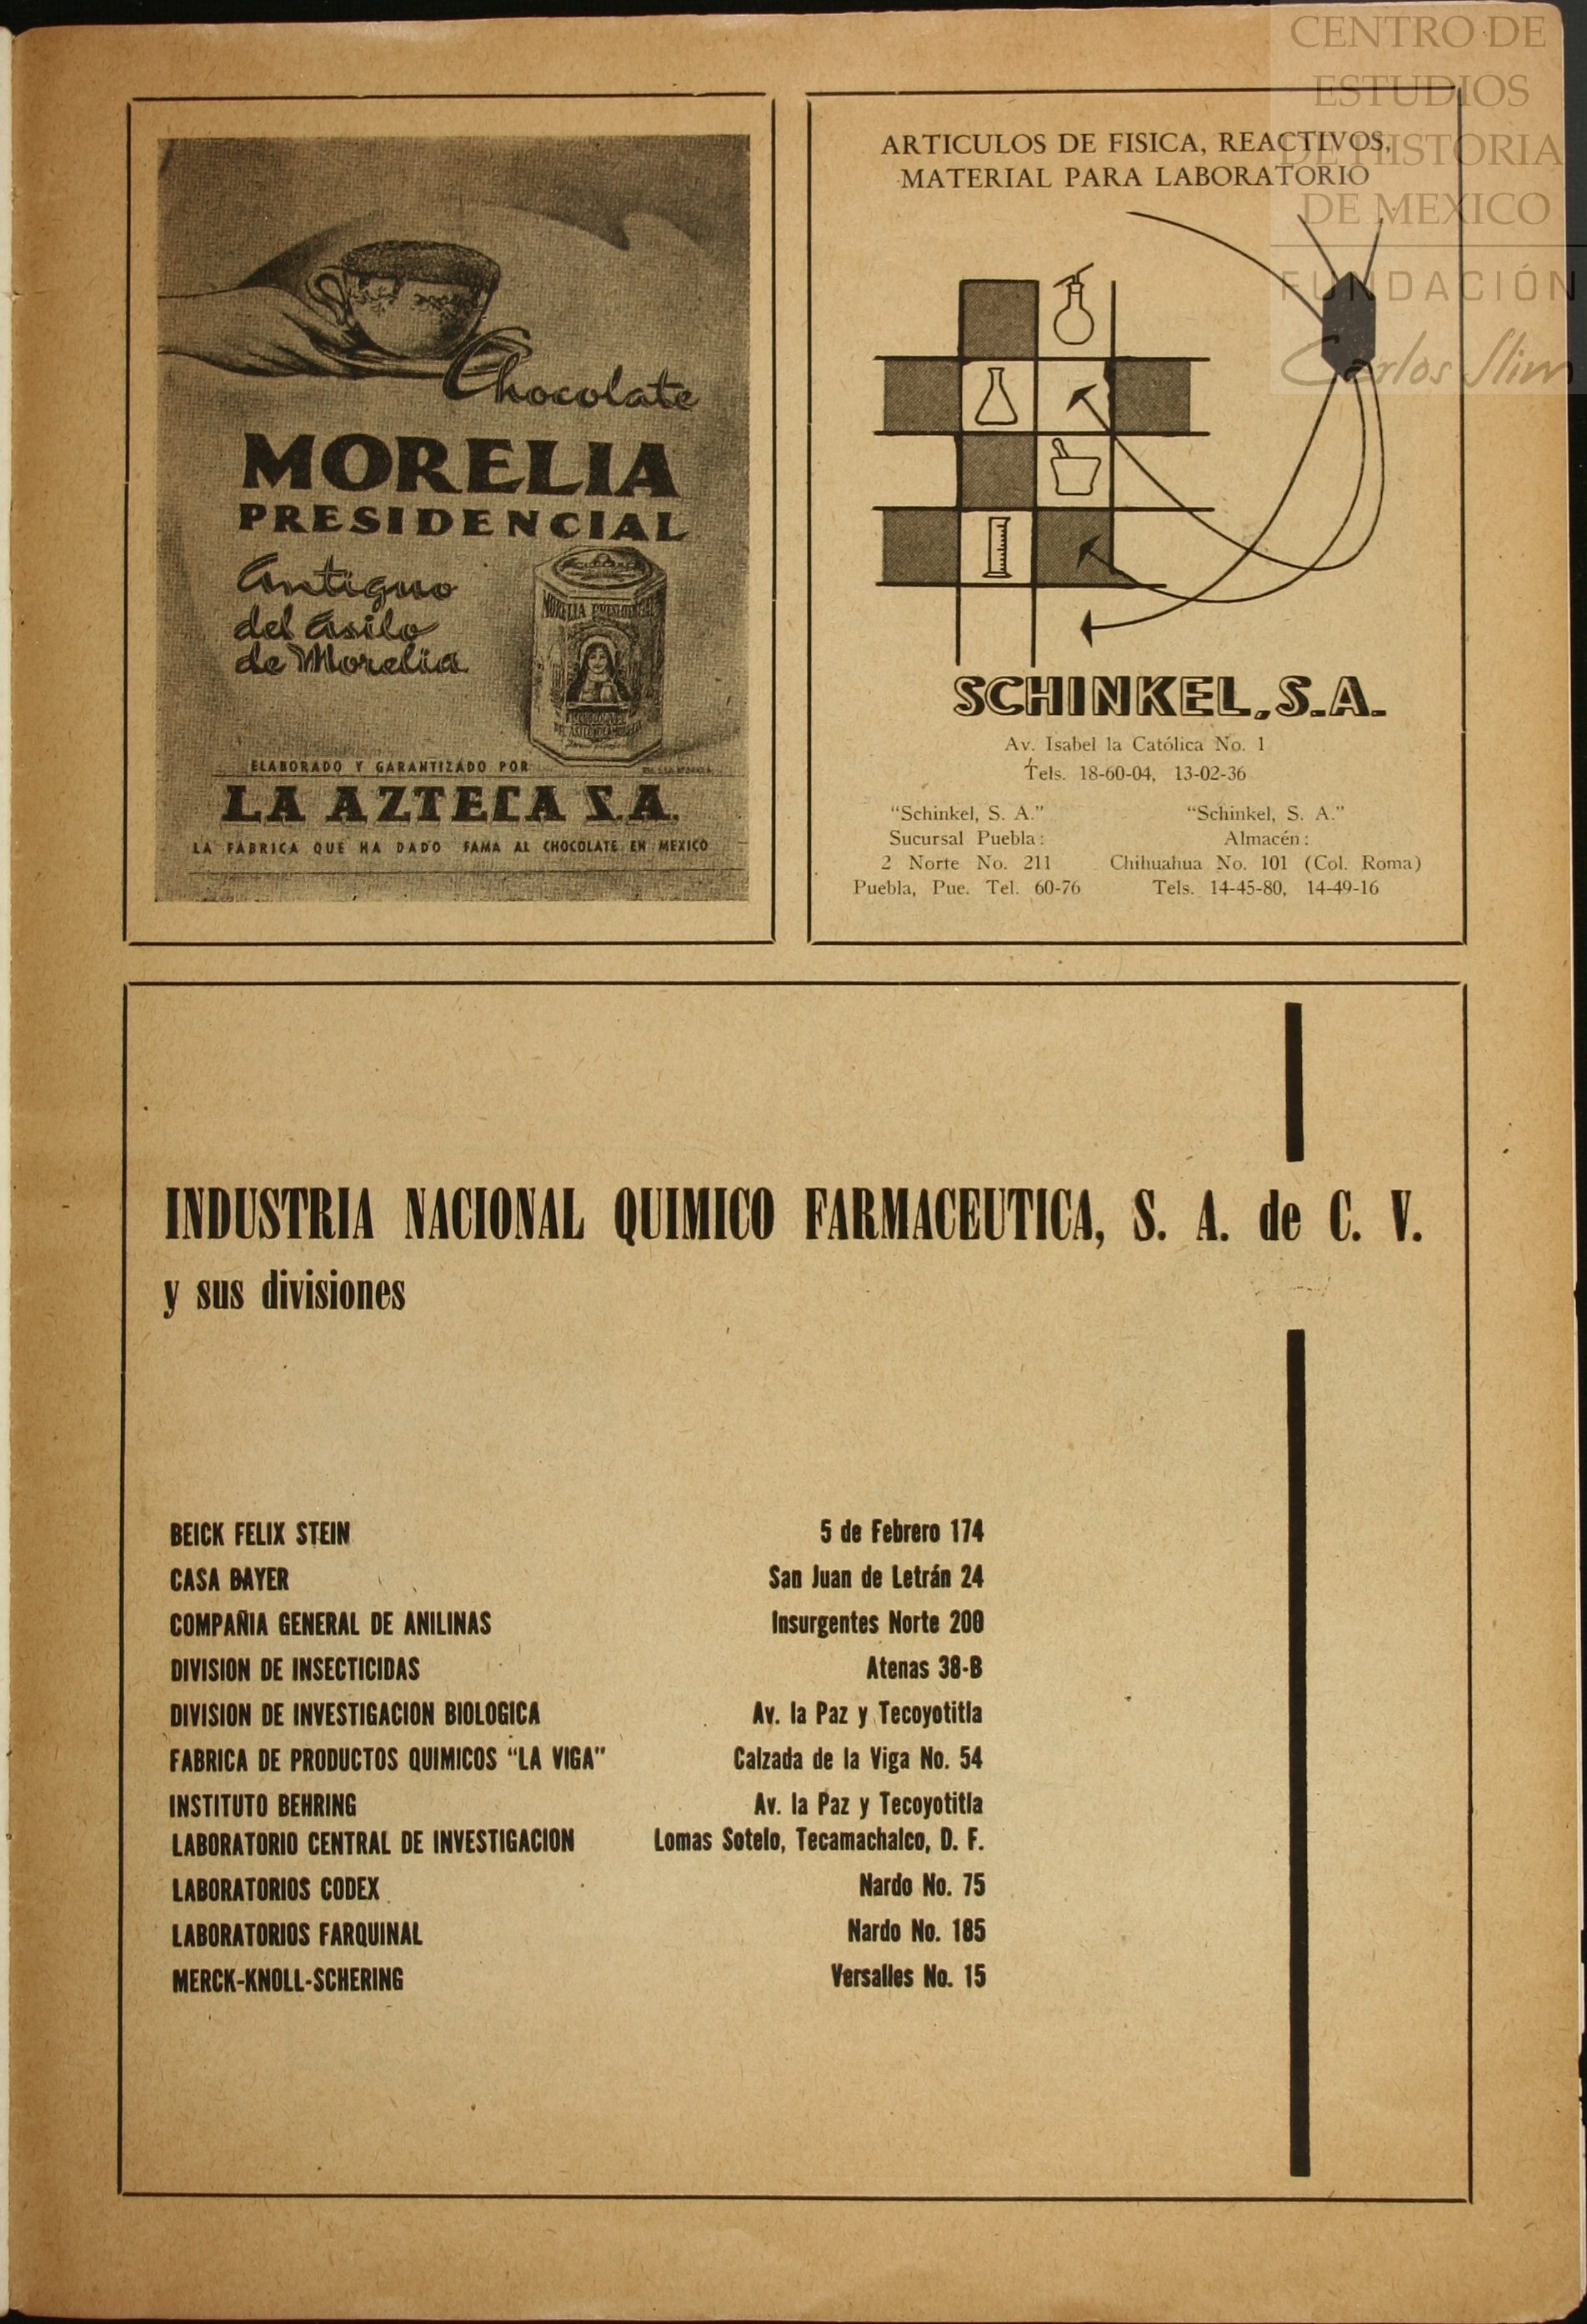 CENTRO DE
ESTUDIOS
DE HISTORIA
DE MEXICO
FUNDACIÓN
Carlos Slim
Chocolate
MORELIA
PRESIDENCIAL
Antiguo
del Asilo
de Morelia
MORELIA PRESIDENCIAL
ELABORADO Y GARANTIZADO POR
LA AZTECA S.A.
LA FABRICA QUE HA DADO FAMA AL CHOCOLATE EN MEXICO
ARTICULOS DE FISICA, REACTIVOS,
MATERIAL PARA LABORATORIO
SCHINKEL, S.A.
Av. Isabel la Católica No. 1
Tels. 18-60-04, 13-02-36
"Schinkel, S. A."
Sucursal Puebla:
2 Norte No. 211
Puebla, Pue. Tel. 60-76
"Schinkel, S. A."
Almacén:
Chihuahua No. 101 (Col. Roma)
Tels. 14-45-80, 14-49-16
INDUSTRIA NACIONAL QUIMICO FARMACEUTICA, S. A. de C. V.
y sus divisiones
BEICK FELIX STEIN 5 de Febrero 174
CASA BAYER San Juan de Letrán 24
COMPAÑIA GENERAL DE ANILINAS Insurgentes Norte 200
DIVISION DE INSECTICIDAS Atenas 38-B
DIVISION DE INVESTIGACION BIOLOGICA Av. la Paz y Tecoyotitla
FABRICA DE PRODUCTOS QUIMICOS "LA VIGA" Calzada de la Viga No. 54
INSTITUTO BEHRING Av. la Paz y Tecoyotitla
LABORATORIO CENTRAL DE INVESTIGACION Lomas Sotelo, Tecamachalco, D. F.
LABORATORIOS CODEX Nardo No. 75
LABORATORIOS FARQUINAL Nardo No. 185
MERCK-KNOLL-SCHERING Versalles No. 15